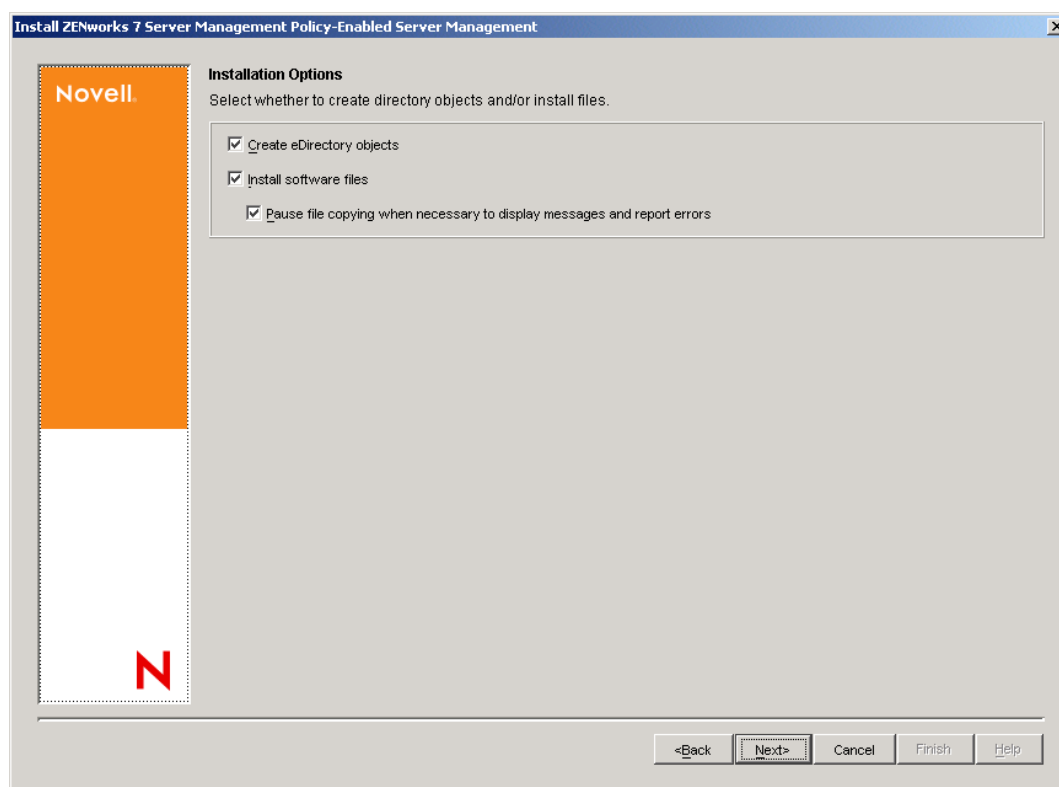 Install ZENworks 7 Server Management Policy-Enabled Server Management
Novell.
Installation Options
Select whether to create directory objects and/or install files.
Create eDirectory objects
Install software files
Pause file copying when necessary to display messages and report errors
N
<Back
Next>
Cancel
Finish
Help